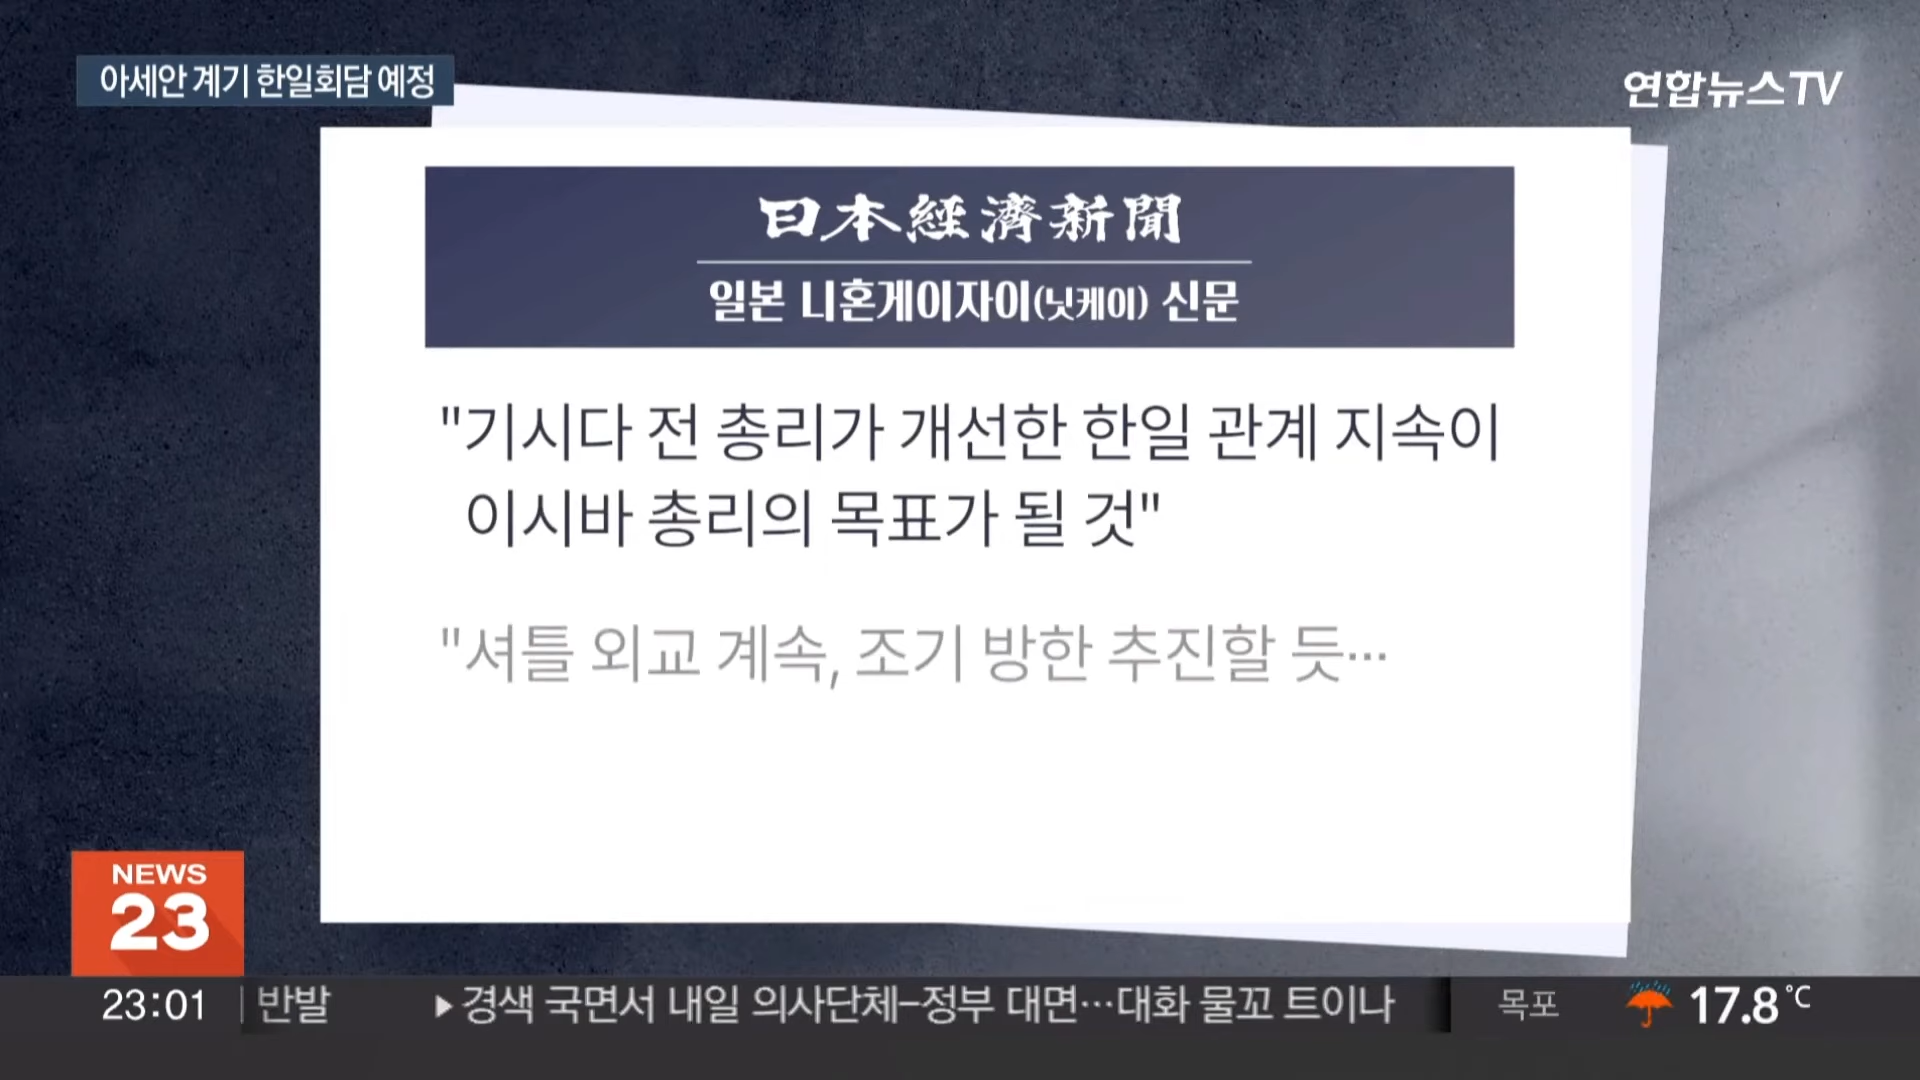 아세안 계기 한일회담 예정
연합뉴스TV
日本經濟新聞
일본 니혼게이자이(닛케이) 신문
"기시다 전 총리가 개선한 한일 관계 지속이
이시바 총리의 목표가 될 것"
"셔틀 외교 계속, 조기 방한 추진할 듯…
NEWS
23
23:01 반발 ▶경색 국면서 내일 의사단체-정부 대면…대화 물꼬 트이나 목포 17.8℃